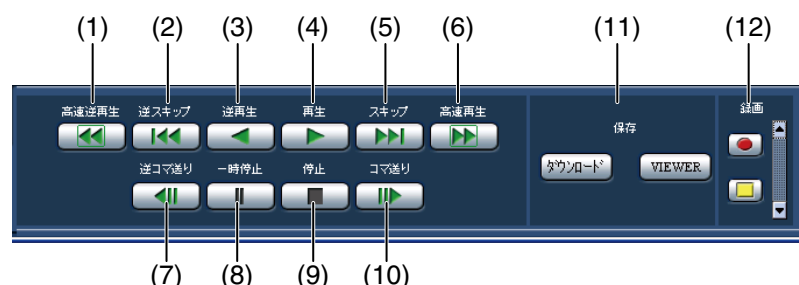 (1) (2) (3) (4) (5) (6) (11) (12)
高速逆再生 逆スキップ 逆再生 再生 スキップ 高速再生 録画
保存
ダウンロード VIEWER
逆コマ送り 一時停止 停止 コマ送り
(7) (8) (9) (10)